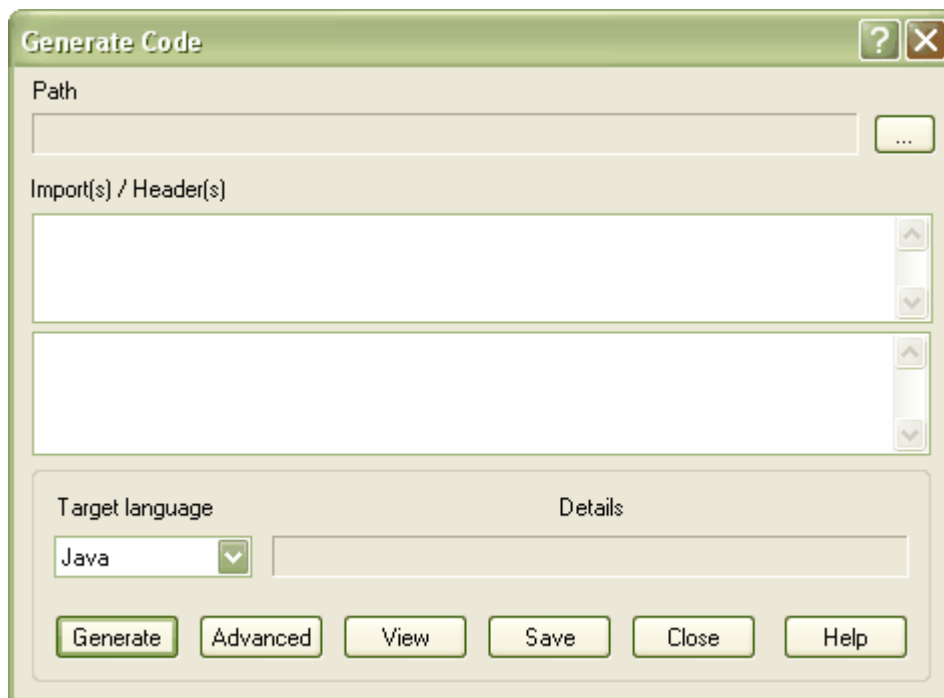 Generate Code
?
Path
...
Import(s) / Header(s)
Target language Details
Java
Generate Advanced View Save Close Help